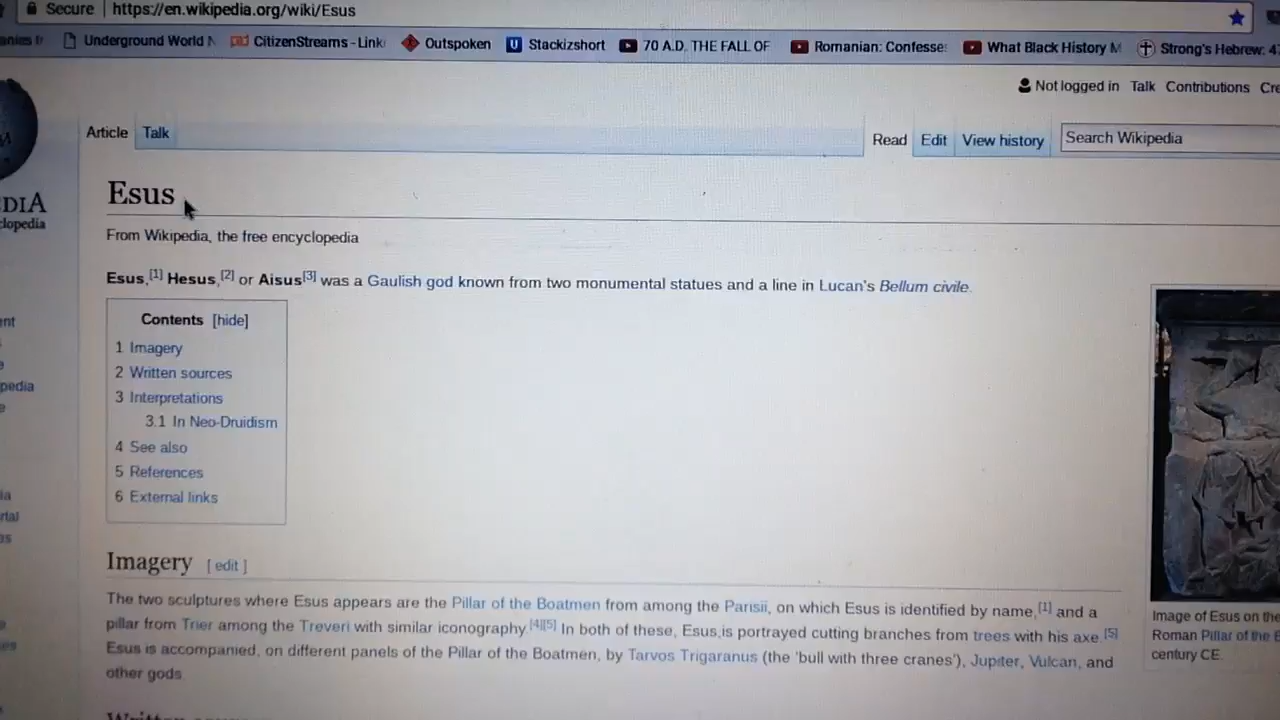 Secure | https://en.wikipedia.org/wiki/Esus
Underground World N CitizenStreams - Link Outspoken Stackizshort 70 A.D. THE FALL OF Romanian: Confesse: What Black History M Strong's Hebrew: 47
Not logged in Talk Contributions Cre
Article Talk Read Edit View history Search Wikipedia
DIA
clopedia
Esus
From Wikipedia, the free encyclopedia
Esus,[1] Hesus,[2] or Aisus[3] was a Gaulish god known from two monumental statues and a line in Lucan's Bellum civile.
Contents [hide]
1 Imagery
2 Written sources
3 Interpretations
3.1 In Neo-Druidism
4 See also
5 References
6 External links
pedia
Imagery [ edit ]
The two sculptures where Esus appears are the Pillar of the Boatmen from among the Parisii, on which Esus is identified by name,[1] and a
pillar from Trier among the Treveri with similar iconography.[4][5] In both of these, Esus is portrayed cutting branches from trees with his axe.[5]
Esus is accompanied, on different panels of the Pillar of the Boatmen, by Tarvos Trigaranus (the 'bull with three cranes'), Jupiter, Vulcan, and
other gods.
Image of Esus on the
Roman Pillar of the B
century CE.